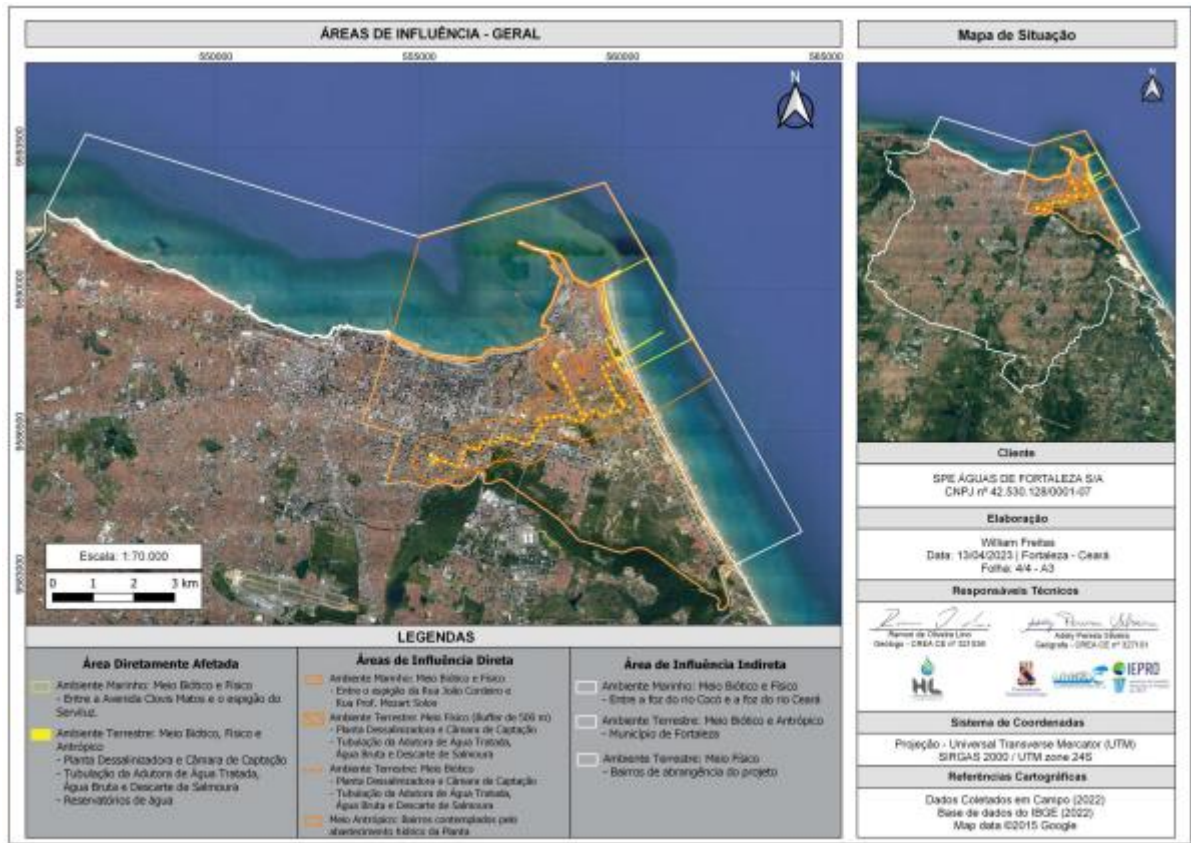 ÁREAS DE INFLUÊNCIA - GERAL
550000
555000
560000
565000
N
Escala: 1:70.000
0 1 2 3 km
LEGENDAS
Área Diretamente Afetada
Ambiente Marinho: Meio Biótico e Físico
- Entre a Avenida Clovis Matos e o espigão do
Serviluz.
Ambiente Terrestre: Meio Biótico, Físico e
Antrópico
- Planta Dessalinizadora e Câmara de Captação
- Tubulação da Adutora de Água Tratada,
Água Bruta e Descarte de Salmoura
- Reservatórios de água
Áreas de Influência Direta
Ambiente Marinho: Meio Biótico e Físico
- Entre o espigão da Rua João Cordeiro e
Rua Prof. Mozart Solon
Ambiente Terrestre: Meio Físico (Buffer de 500 m)
- Planta Dessalinizadora e Câmara de Captação
- Tubulação da Adutora de Água Tratada,
Água Bruta e Descarte de Salmoura
Ambiente Terrestre: Meio Biótico
- Planta Dessalinizadora e Câmara de Captação
- Tubulação da Adutora de Água Tratada,
Água Bruta e Descarte de Salmoura
Meio Antrópico: Bairros contemplados pelo
abastecimento hídrico da Planta
Área de Influência Indireta
Ambiente Marinho: Meio Biótico e Físico
- Entre a foz do rio Cocó e a foz do rio Ceará
Ambiente Terrestre: Meio Biótico e Antrópico
- Município de Fortaleza
Ambiente Terrestre: Meio Físico
- Bairros de abrangência do projeto
Mapa de Situação
N
Cliente
SPE ÁGUAS DE FORTALEZA S/A
CNPJ nº 42.530.128/0001-07
Elaboração
William Freitas
Data: 13/04/2023 | Fortaleza - Ceará
Folha: 4/4 - A3
Responsáveis Técnicos
Ramon de Oliveira Lino
HL
IEPRO
Sistema de Coordenadas
Projeção - Universal Transverse Mercator (UTM)
SIRGAS 2000 / UTM zone 24S
Referências Cartográficas
Dados Coletados em Campo (2022)
Base de dados do IBGE (2022)
Map data ©2015 Google